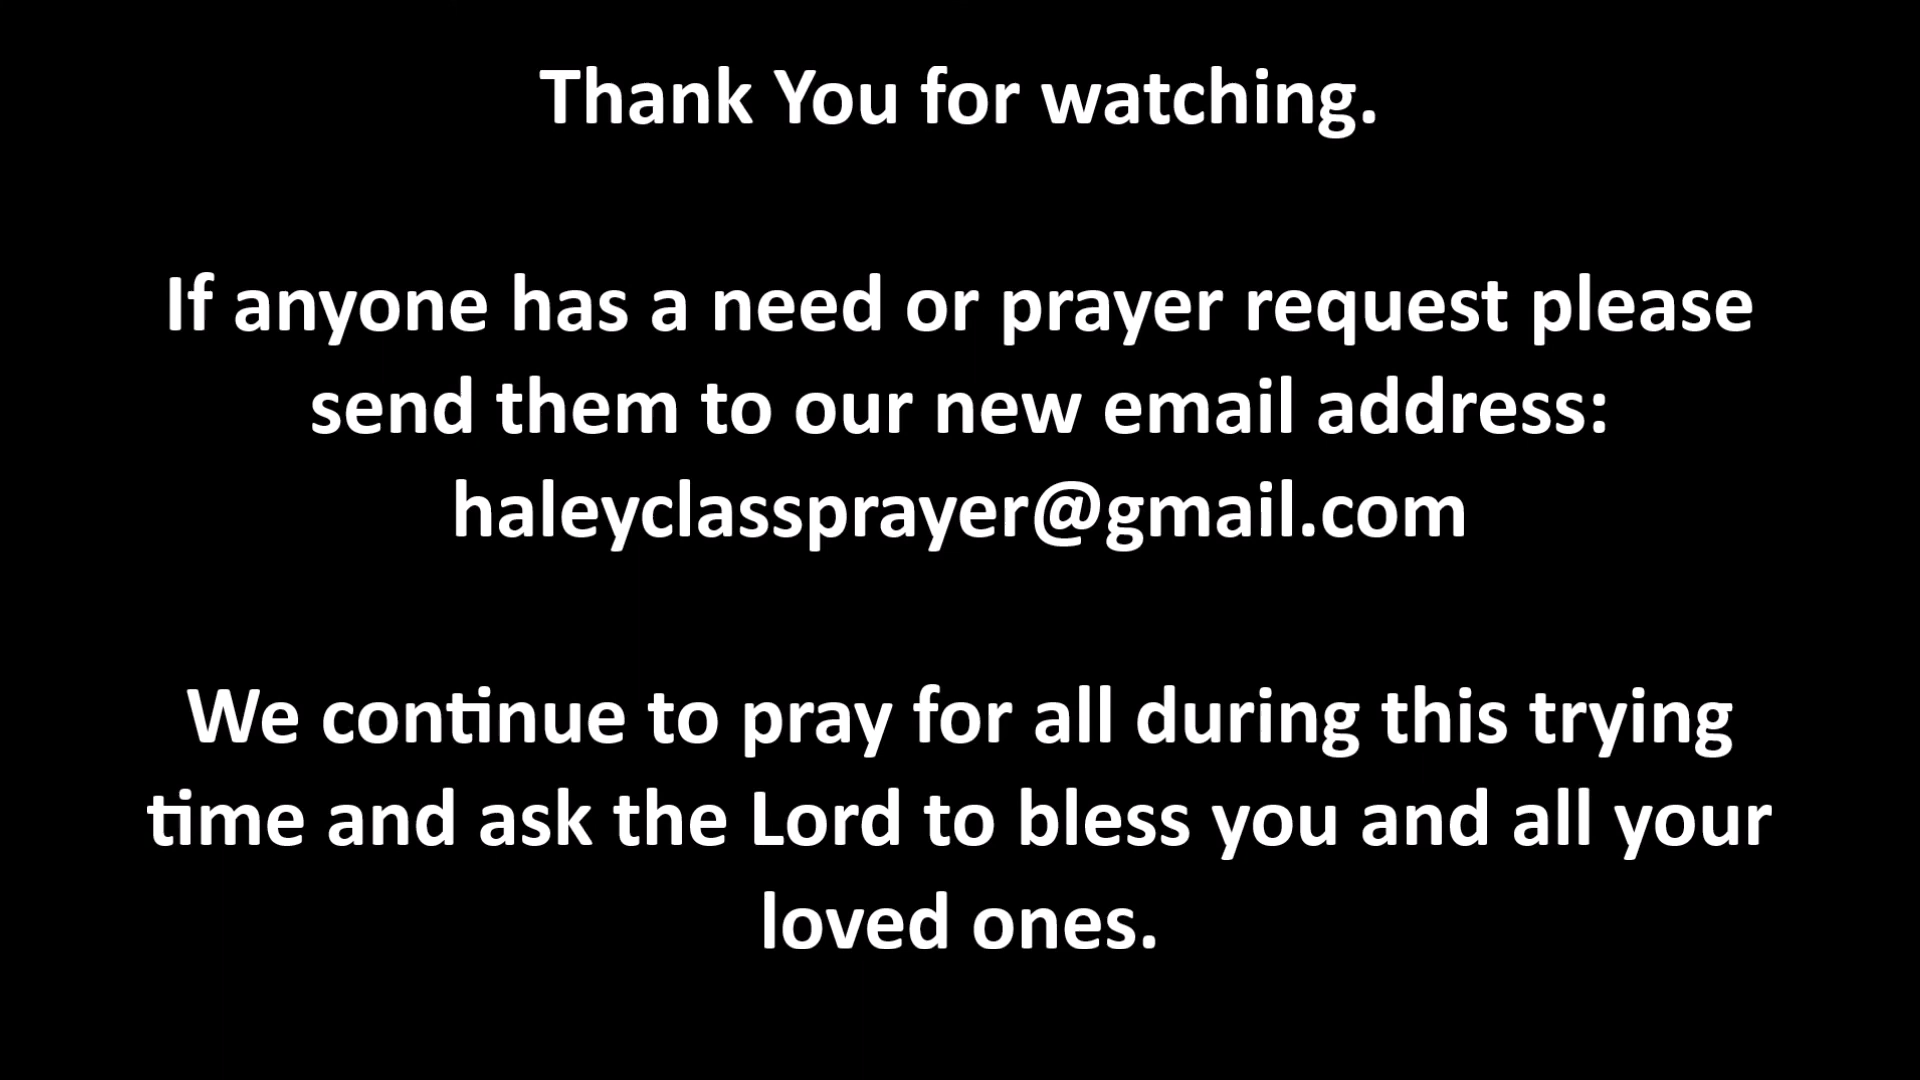 Thank You for watching.
If anyone has a need or prayer request please
send them to our new email address:
haleyclassprayer@gmail.com
We continue to pray for all during this trying
time and ask the Lord to bless you and all your
loved ones.